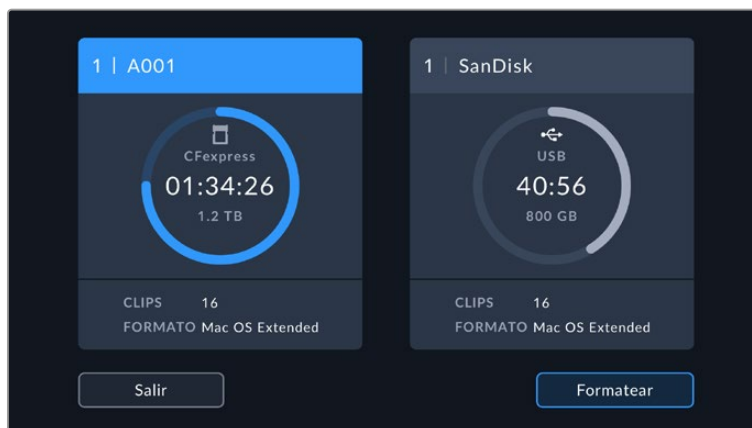 1 | A001
CFexpress
01:34:26
1.2 TB
CLIPS 16
FORMATO Mac OS Extended
1 | SanDisk
USB
40:56
800 GB
CLIPS 16
FORMATO Mac OS Extended
Salir
Formatear